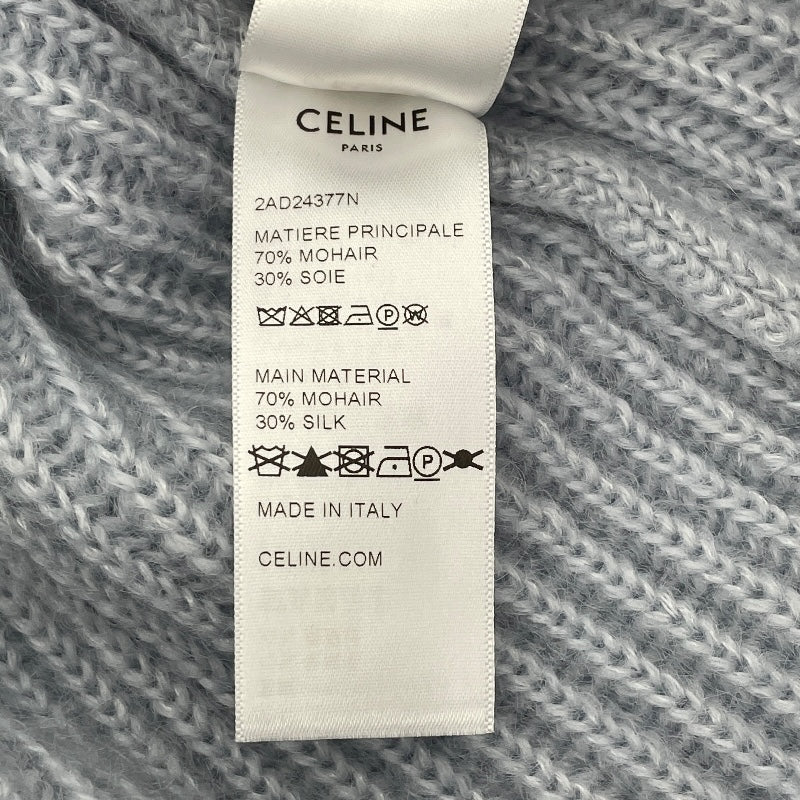 CELINE
PARIS
2AD24377N
MATIERE PRINCIPALE
70% MOHAIR
30% SOIE
P W
MAIN MATERIAL
70% MOHAIR
30% SILK
P
MADE IN ITALY
CELINE.COM